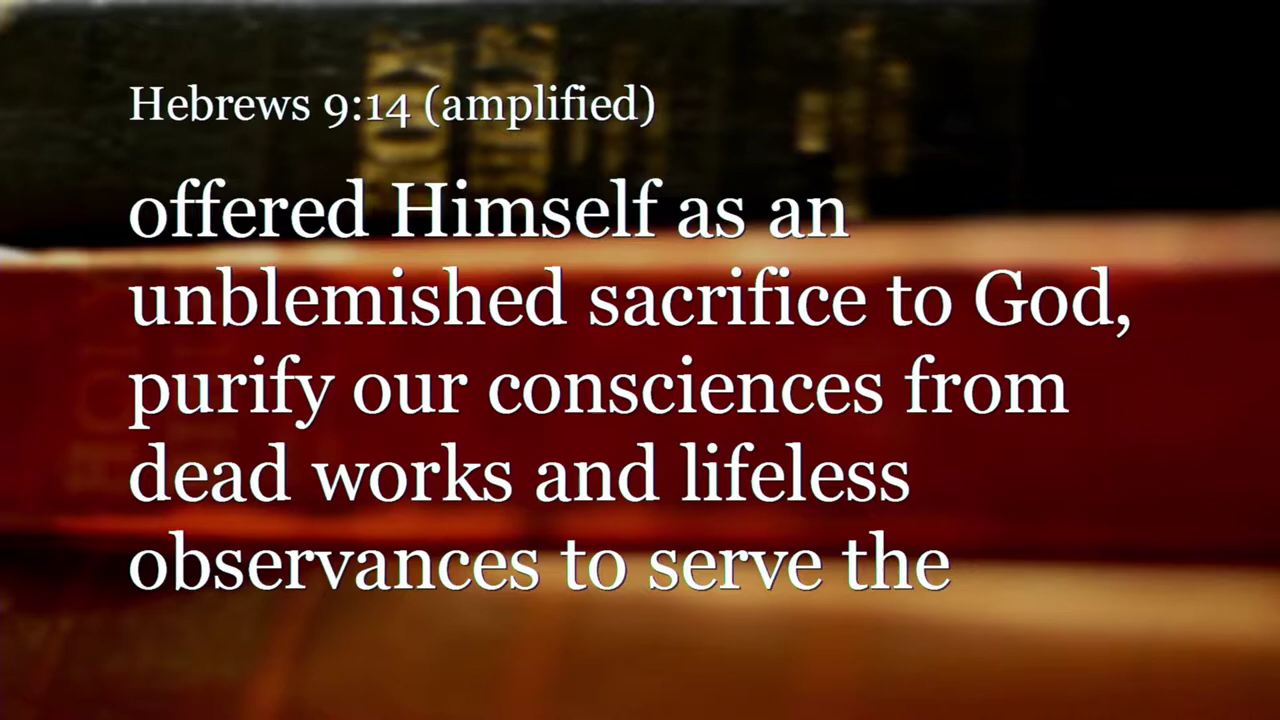 Hebrews 9:14 (amplified)
offered Himself as an
unblemished sacrifice to God,
purify our consciences from
dead works and lifeless
observances to serve the